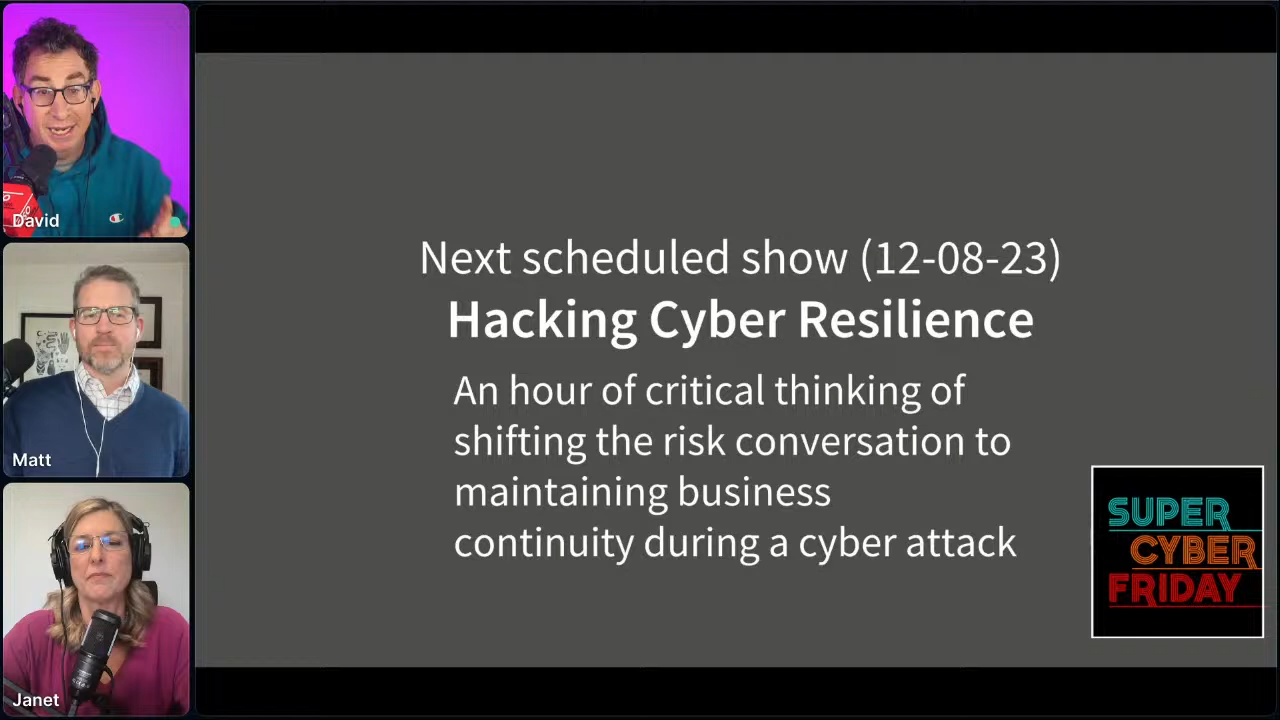 David
Matt
Janet
Next scheduled show (12-08-23)
Hacking Cyber Resilience
An hour of critical thinking of
shifting the risk conversation to
maintaining business
continuity during a cyber attack
SUPER
CYBER
FRIDAY